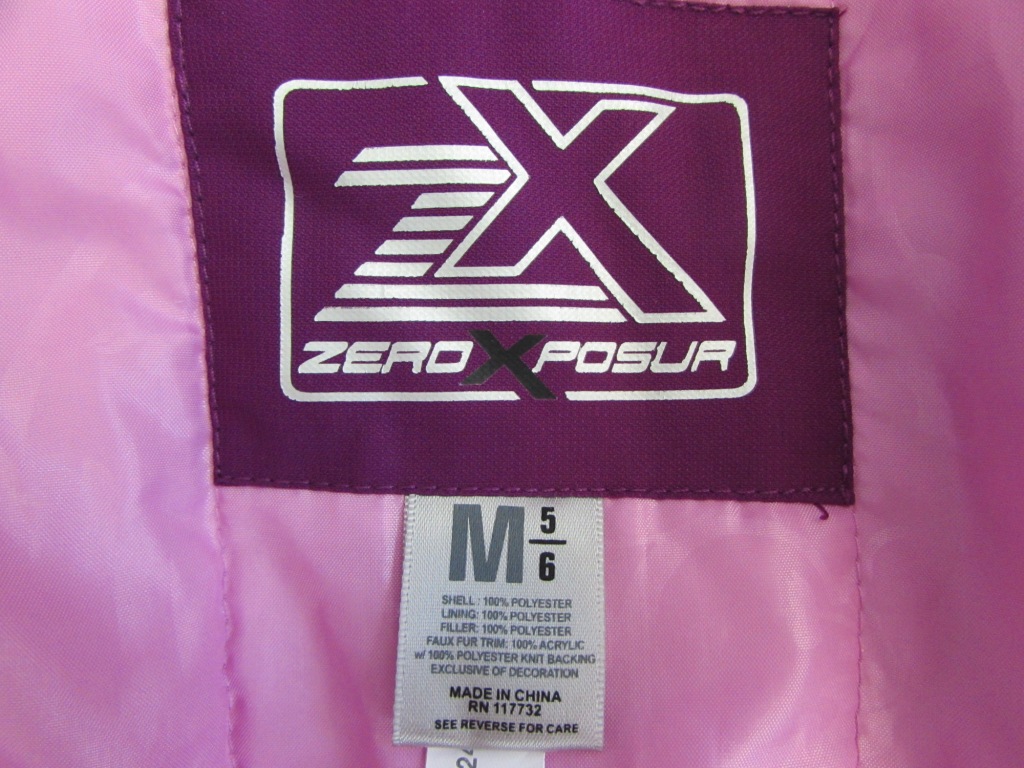 ZX
ZEROXPOSUR
M 5/6
SHELL : 100% POLYESTER
LINING: 100% POLYESTER
FILLER: 100% POLYESTER
FAUX FUR TRIM: 100% ACRYLIC
w/ 100% POLYESTER KNIT BACKING
EXCLUSIVE OF DECORATION
MADE IN CHINA
RN 117732
SEE REVERSE FOR CARE